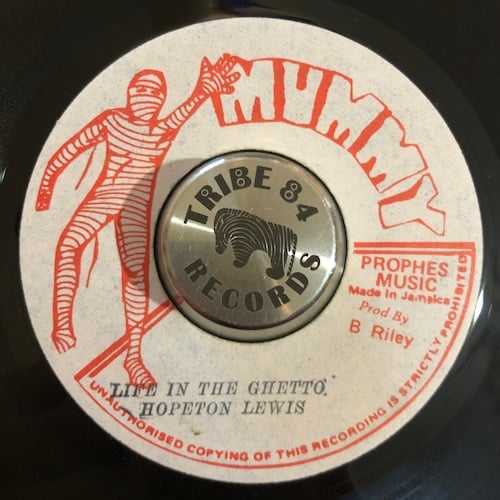 MUMMY
TRIBE 84
RECORDS
PROPHES
MUSIC
Made In Jamaica
Prod By
B Riley
LIFE IN THE GHETTO.
HOPETON LEWIS
UNAUTHORISED COPYING OF THIS RECORDING IS STRICTLY PROHIBITED